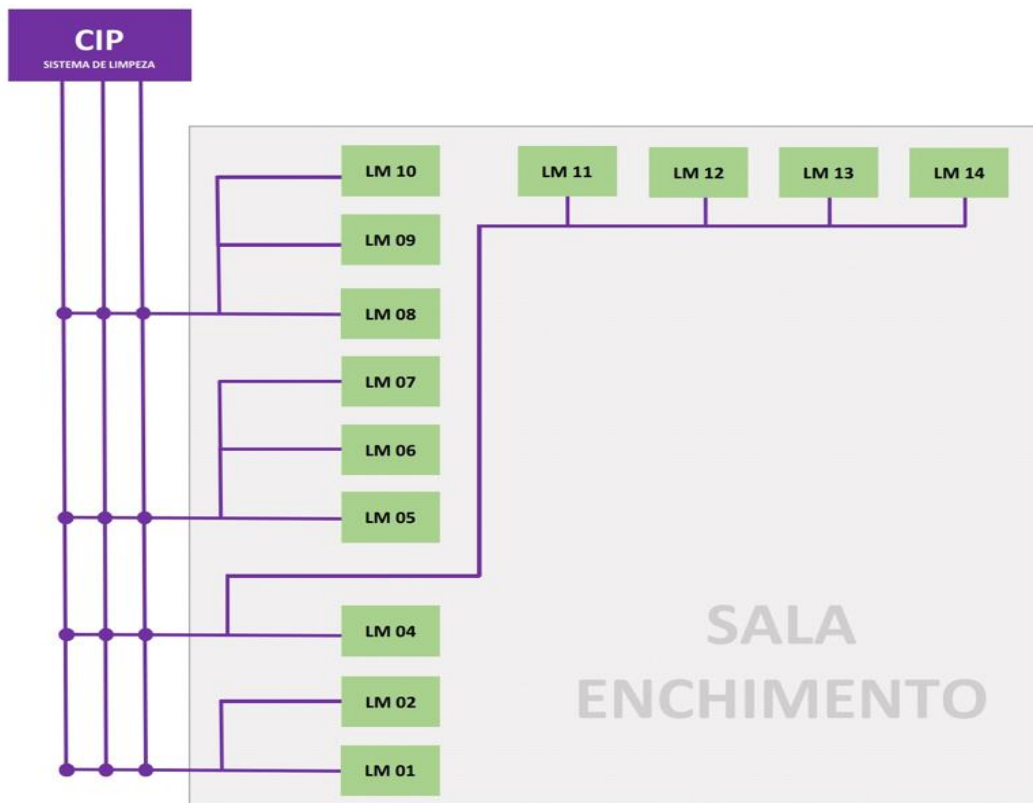 CIP
SISTEMA DE LIMPEZA
LM 10
LM 11
LM 12
LM 13
LM 14
LM 09
LM 08
LM 07
LM 06
LM 05
LM 04
LM 02
LM 01
SALA
ENCHIMENTO